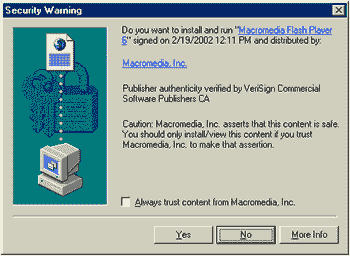 Security Warning
Do you want to install and run "Macromedia Flash Player
6" signed on 2/19/2002 12:11 PM and distributed by:
Macromedia, Inc.
Publisher authenticity verified by VeriSign Commercial
Software Publishers CA
Caution: Macromedia, Inc. asserts that this content is safe.
You should only install/view this content if you trust
Macromedia, Inc. to make that assertion.
Always trust content from Macromedia, Inc.
Yes No More Info